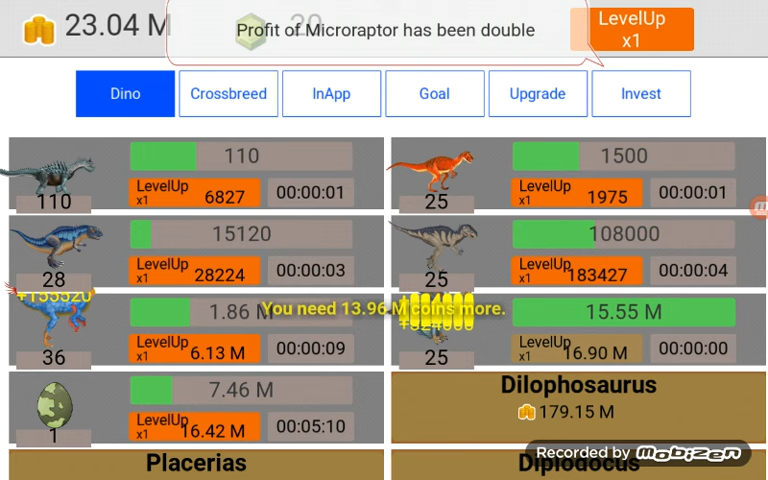 23.04 M
20
Profit of Microraptor has been double
LevelUp
x1
Dino
Crossbreed
InApp
Goal
Upgrade
Invest
110
110
LevelUp
x1
6827
00:00:01
1500
25
LevelUp
x1
1975
00:00:01
15120
28
LevelUp
x1
28224
00:00:03
108000
25
LevelUp
x1
183427
00:00:04
+155520
1.86 M
36
LevelUp
x1
6.13 M
00:00:09
You need 13.96 M coins more.
15.55 M
25
LevelUp
x1
16.90 M
00:00:00
7.46 M
1
LevelUp
x1
16.42 M
00:05:10
Dilophosaurus
179.15 M
Placerias
Diplodocus
Recorded by Mobizen